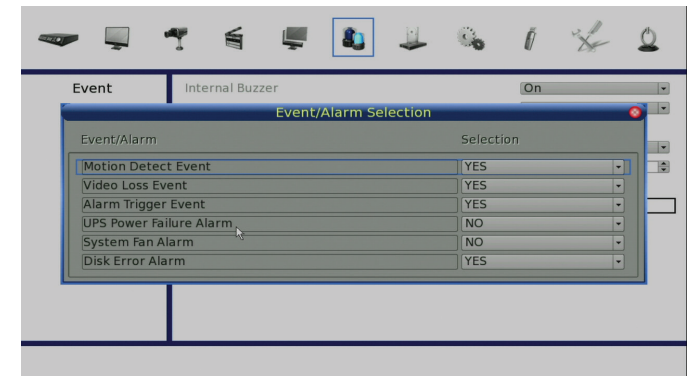 Event
Internal Buzzer
On
Event/Alarm Selection
Event/Alarm
Selection
Motion Detect Event
YES
Video Loss Event
YES
Alarm Trigger Event
YES
UPS Power Failure Alarm
NO
System Fan Alarm
NO
Disk Error Alarm
YES